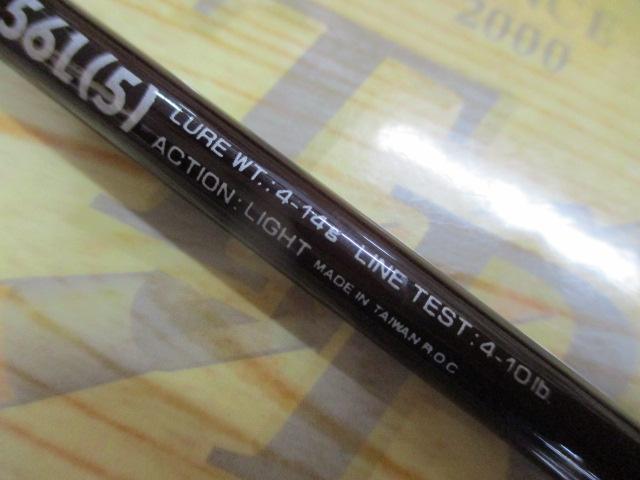 56L(5)
LURE WT.: 4-14g LINE TEST: 4-10lb.
ACTION: LIGHT MADE IN TAIWAN R.O.C
2000